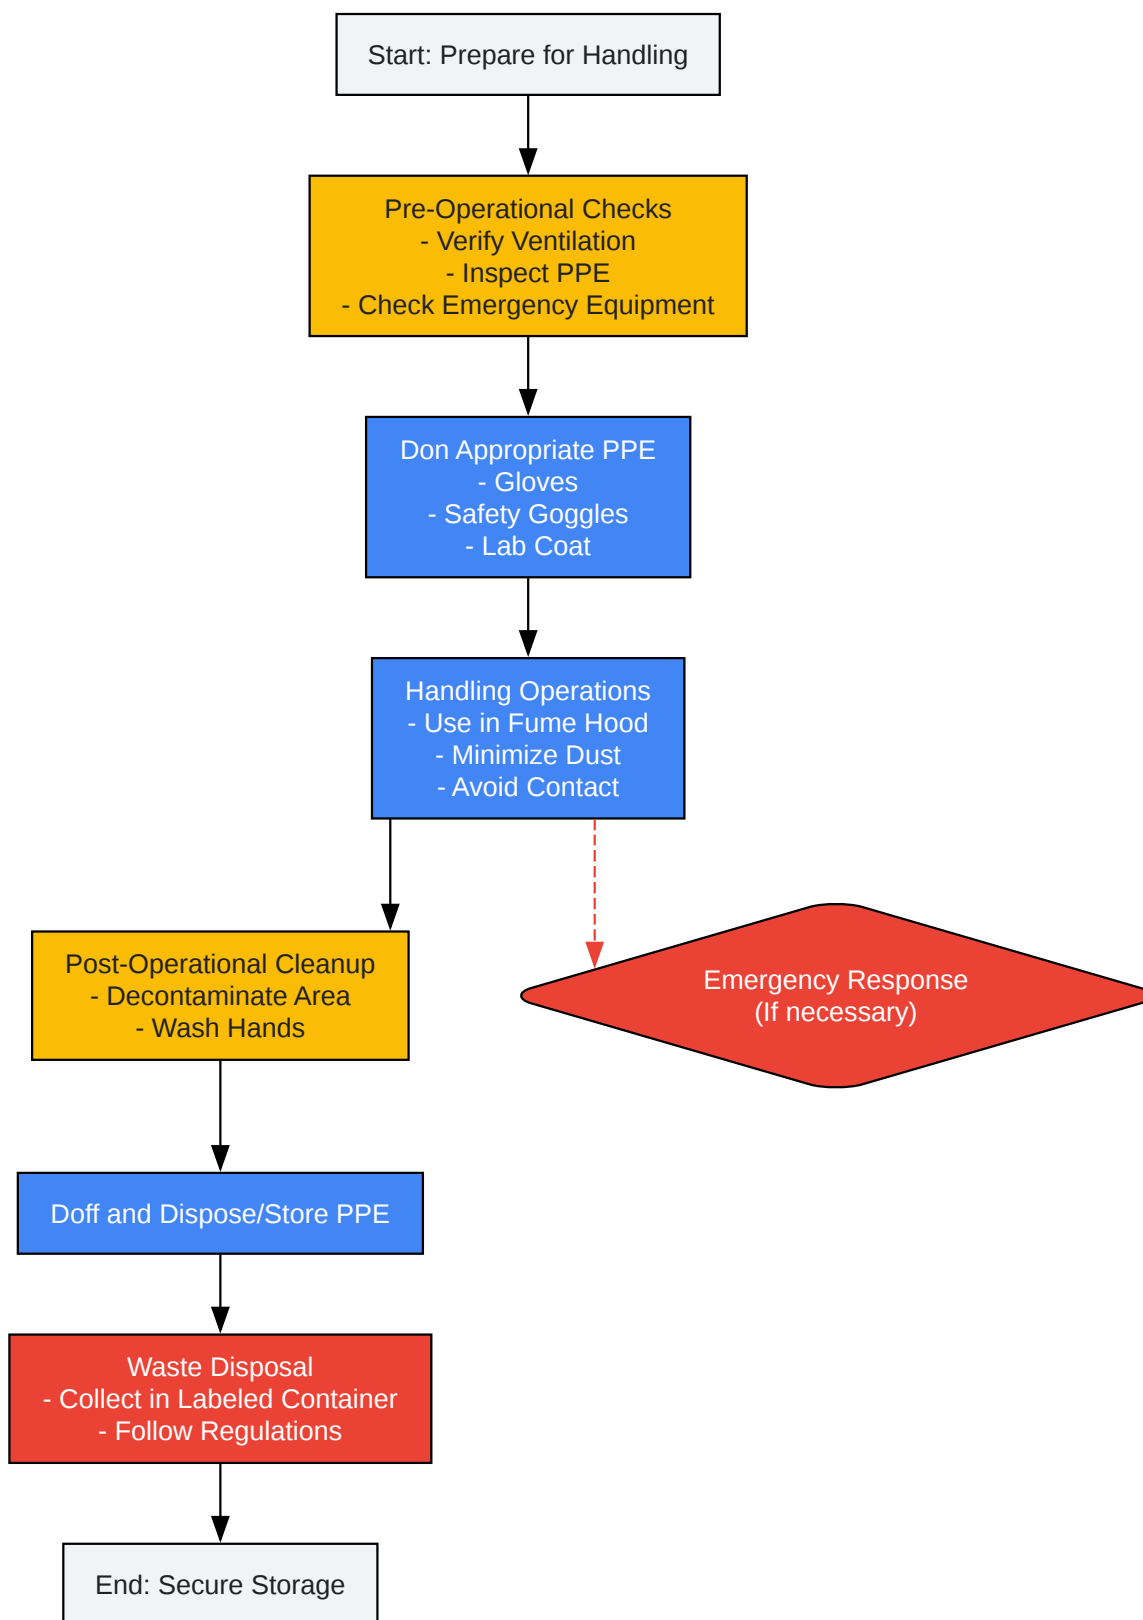 Start: Prepare for Handling
Pre-Operational Checks
- Verify Ventilation
- Inspect PPE
- Check Emergency Equipment
Don Appropriate PPE
- Gloves
- Safety Goggles
- Lab Coat
Handling Operations
- Use in Fume Hood
- Minimize Dust
- Avoid Contact
Post-Operational Cleanup
- Decontaminate Area
- Wash Hands
Emergency Response
(If necessary)
Doff and Dispose/Store PPE
Waste Disposal
- Collect in Labeled Container
- Follow Regulations
End: Secure Storage